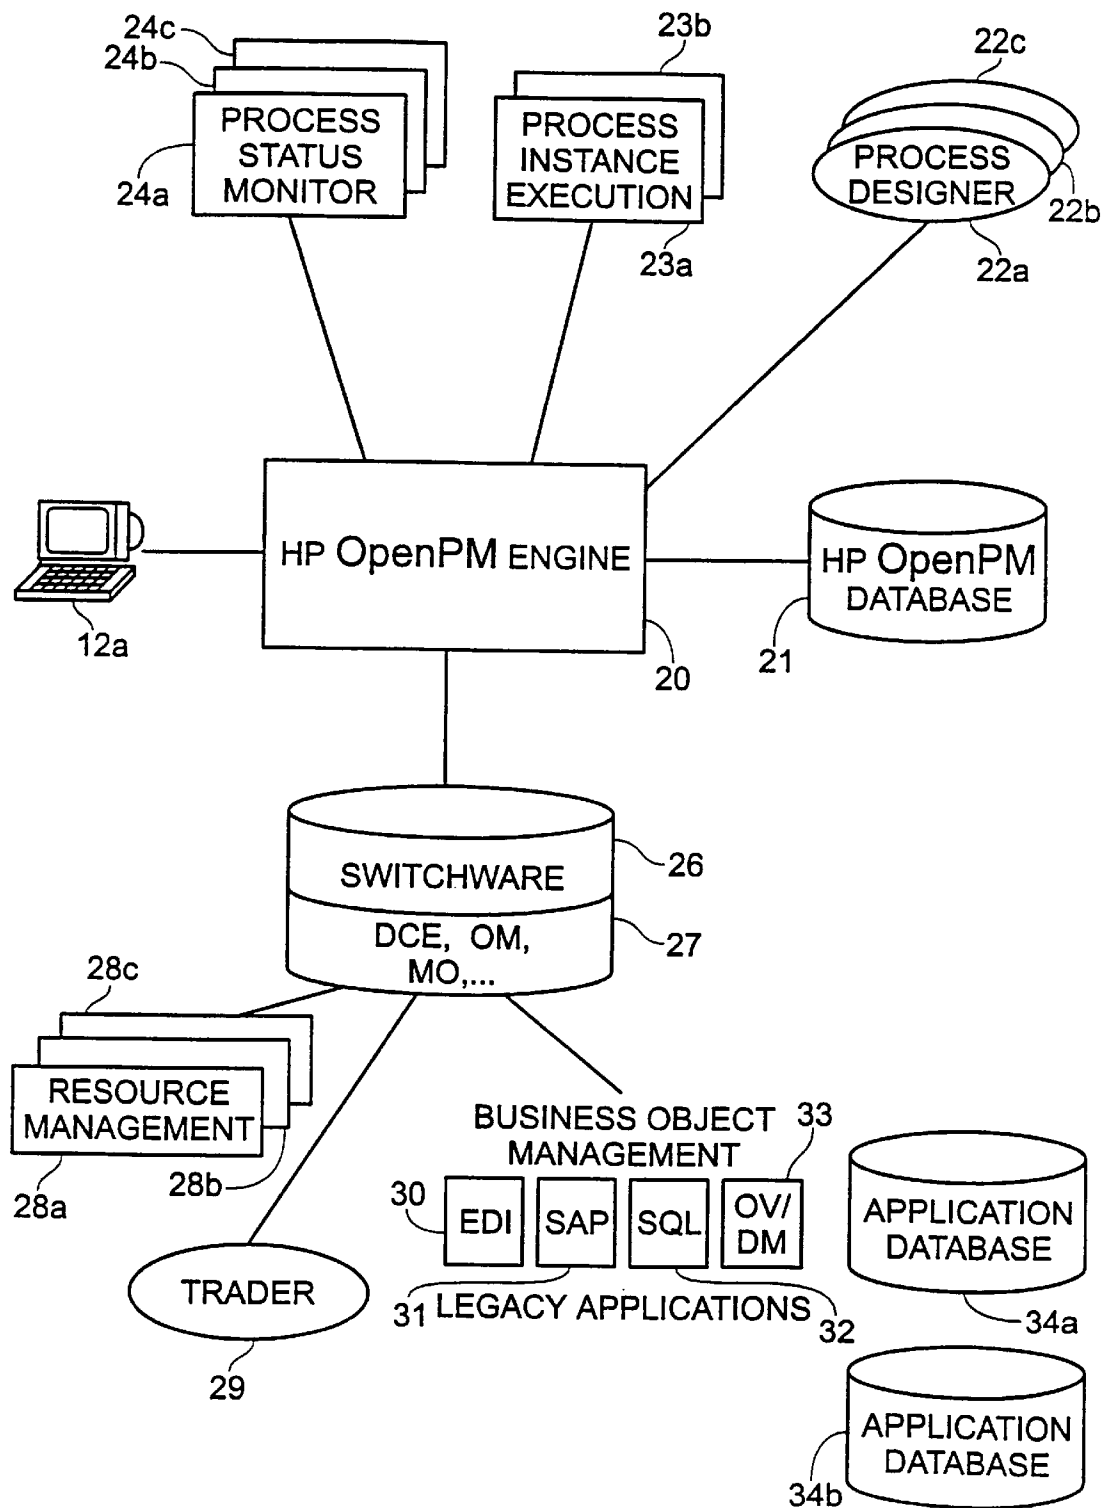 24c
24b
PROCESS
STATUS
MONITOR
24a
23b
PROCESS
INSTANCE
EXECUTION
23a
22c
PROCESS
DESIGNER
22b
22a
HP OpenPM ENGINE
12a
20
HP OpenPM
DATABASE
21
SWITCHWARE
26
DCE, OM,
MO,...
27
28c
RESOURCE
MANAGEMENT
28a
28b
TRADER
29
BUSINESS OBJECT
MANAGEMENT
33
30
EDI
SAP
SQL
OV/
DM
31
LEGACY APPLICATIONS
32
APPLICATION
DATABASE
34a
APPLICATION
DATABASE
34b